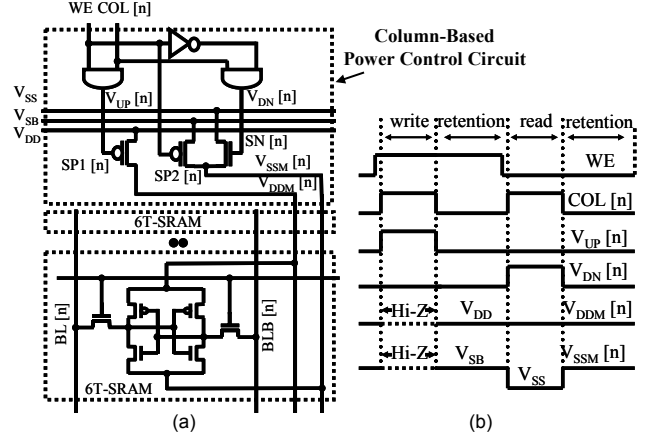 WE COL [n]
Column-Based
Power Control Circuit
V_SS
V_SB
V_DD
V_UP [n]
V_DN [n]
SP1 [n]
SP2 [n]
SN [n]
V_SSM [n]
V_DDM [n]
6T-SRAM
BL [n]
BLB [n]
6T-SRAM
(a)
write retention read retention
WE
COL [n]
V_UP [n]
V_DN [n]
Hi-Z V_DD V_DDM [n]
Hi-Z V_SB V_SS V_SSM [n]
(b)